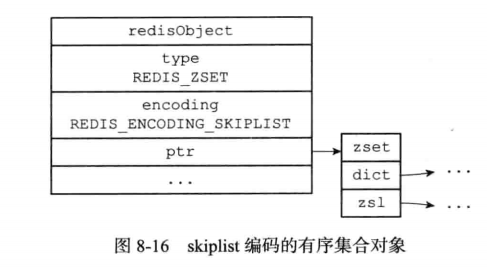 redisObject
type
REDIS_ZSET
encoding
REDIS_ENCODING_SKIPLIST
ptr
...
zset
dict
...
zsl
...
图 8-16 skiplist 编码的有序集合对象